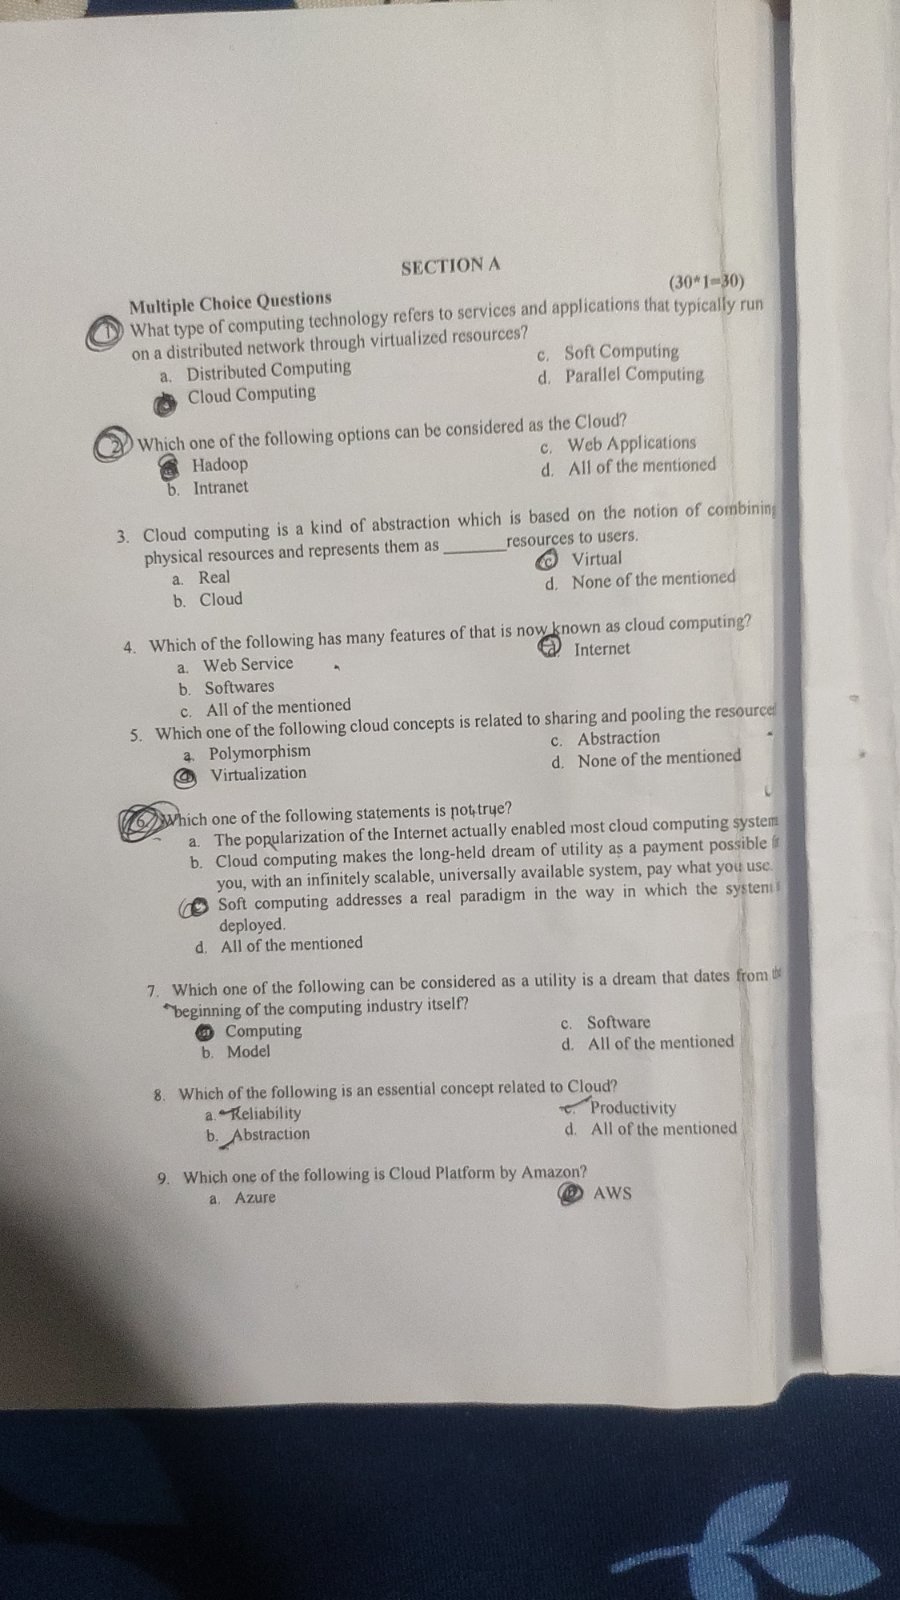 SECTION A
(30*1=30)
Multiple Choice Questions
1 What type of computing technology refers to services and applications that typically run
on a distributed network through virtualized resources?
a. Distributed Computing
c. Soft Computing
Cloud Computing
d. Parallel Computing
2 Which one of the following options can be considered as the Cloud?
Hadoop
c. Web Applications
b. Intranet
d. All of the mentioned
3. Cloud computing is a kind of abstraction which is based on the notion of combining
physical resources and represents them as _______resources to users.
a. Real
c Virtual
b. Cloud
d. None of the mentioned
4. Which of the following has many features of that is now known as cloud computing?
a. Web Service
d. Internet
b. Softwares
c. All of the mentioned
5. Which one of the following cloud concepts is related to sharing and pooling the resource
a. Polymorphism
c. Abstraction
Virtualization
d. None of the mentioned
6. Which one of the following statements is not true?
a. The popularization of the Internet actually enabled most cloud computing system
b. Cloud computing makes the long-held dream of utility as a payment possible
you, with an infinitely scalable, universally available system, pay what you use.
c Soft computing addresses a real paradigm in the way in which the system
deployed.
d. All of the mentioned
7. Which one of the following can be considered as a utility is a dream that dates from
beginning of the computing industry itself?
Computing
c. Software
b. Model
d. All of the mentioned
8. Which of the following is an essential concept related to Cloud?
a. Reliability
c. Productivity
b. Abstraction
d. All of the mentioned
9. Which one of the following is Cloud Platform by Amazon?
a. Azure
AWS